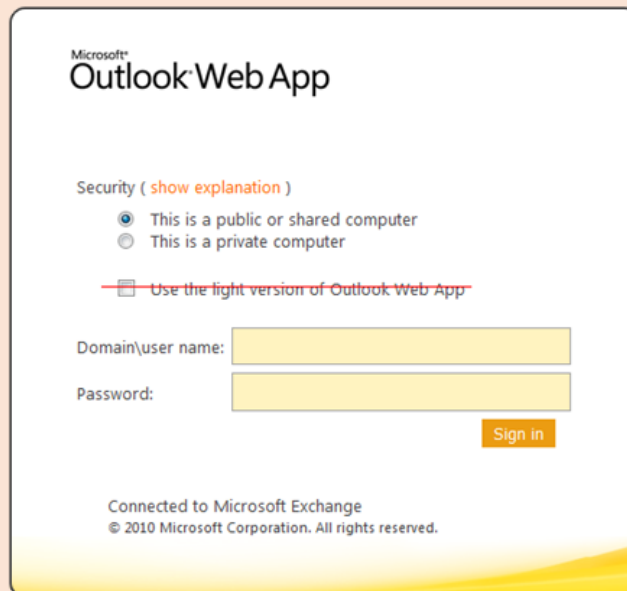 Microsoft®
Outlook Web App
Security ( show explanation )
This is a public or shared computer
This is a private computer
Use the light version of Outlook Web App
Domain\user name:
Password:
Sign in
Connected to Microsoft Exchange
© 2010 Microsoft Corporation. All rights reserved.